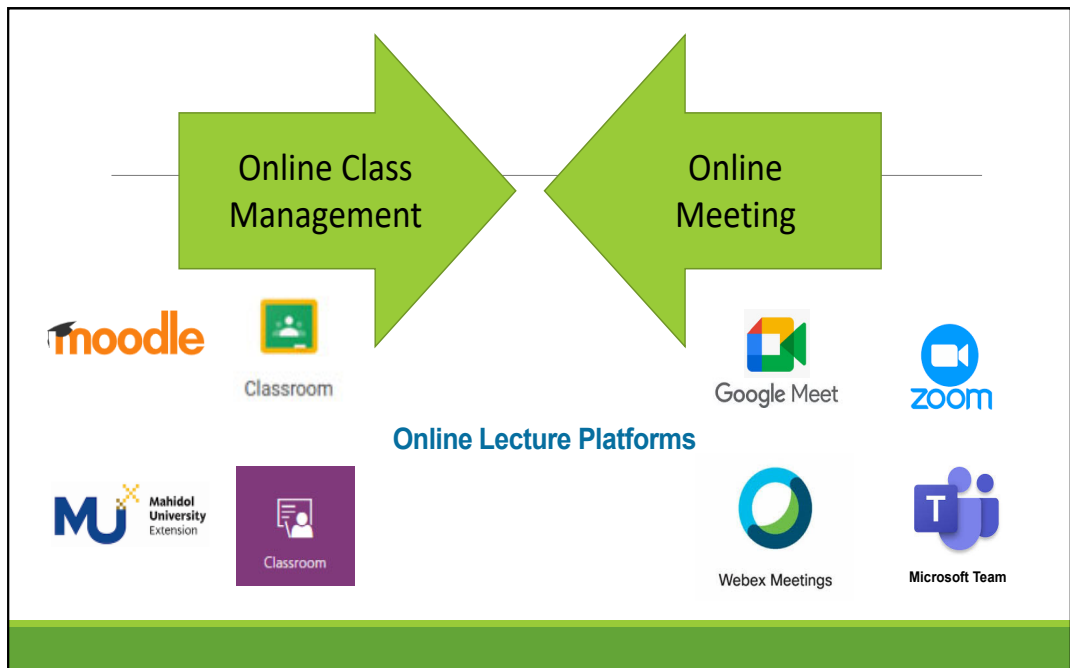 Online Class
Management
Online
Meeting
moodle
Classroom
Google Meet
zoom
Online Lecture Platforms
MU
Mahidol
University
Extension
Classroom
Webex Meetings
T
Microsoft Team